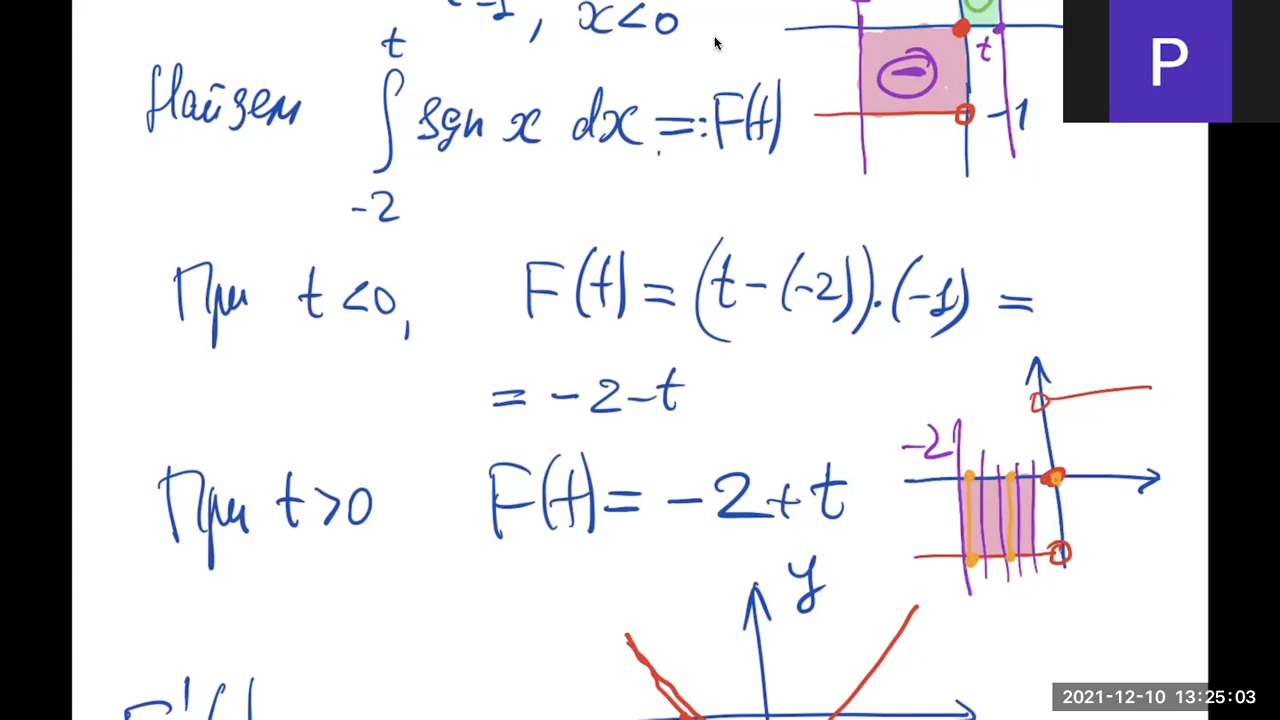 -1, x<0
t
-1
P
Найдем ∫ sgn x dx =: F(t)
t
-2
При t<0, F(t) = (t-(-2))·(-1) =
= -2-t
-2
При t>0 F(t) = -2+t
y
2021-12-10 13:25:03